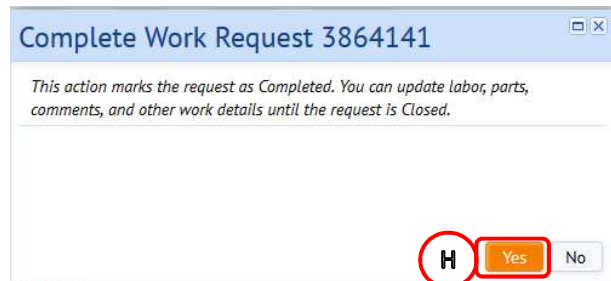 Complete Work Request 3864141
This action marks the request as Completed. You can update labor, parts,
comments, and other work details until the request is Closed.
H Yes No